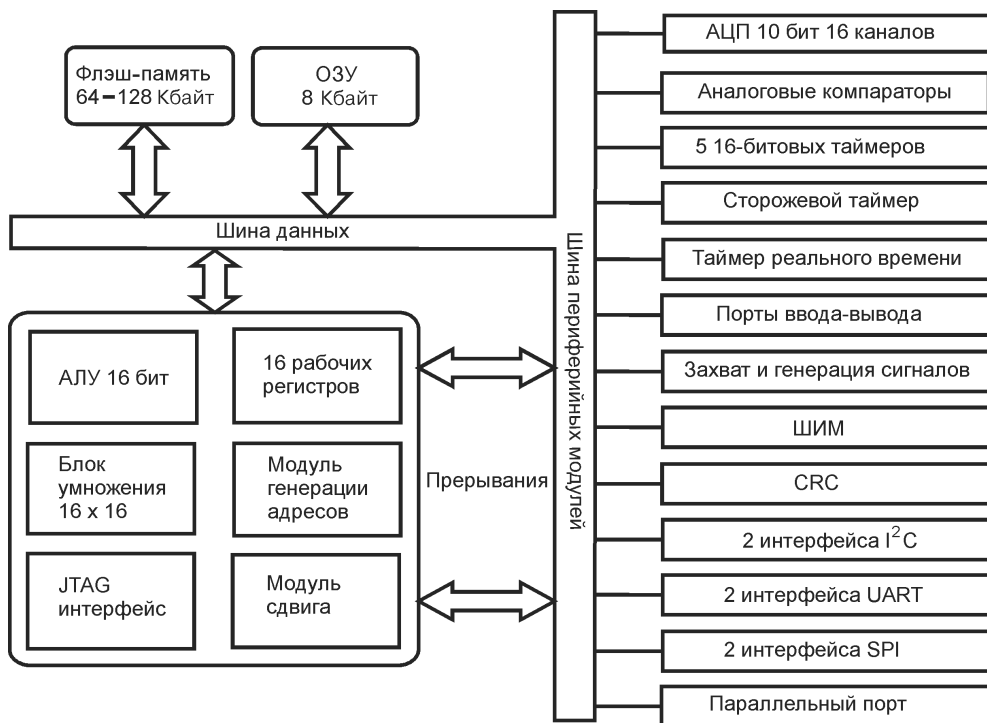 Флэш-память
64–128 Кбайт
ОЗУ
8 Кбайт
Шина данных
АЛУ 16 бит
16 рабочих
регистров
Блок
умножения
16 x 16
Модуль
генерации
адресов
JTAG
интерфейс
Модуль
сдвига
Прерывания
Шина периферийных модулей
АЦП 10 бит 16 каналов
Аналоговые компараторы
5 16-битовых таймеров
Сторожевой таймер
Таймер реального времени
Порты ввода-вывода
Захват и генерация сигналов
ШИМ
CRC
2 интерфейса I²C
2 интерфейса UART
2 интерфейса SPI
Параллельный порт